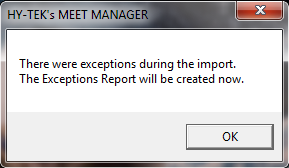 HY-TEK's MEET MANAGER
There were exceptions during the import.
The Exceptions Report will be created now.
OK